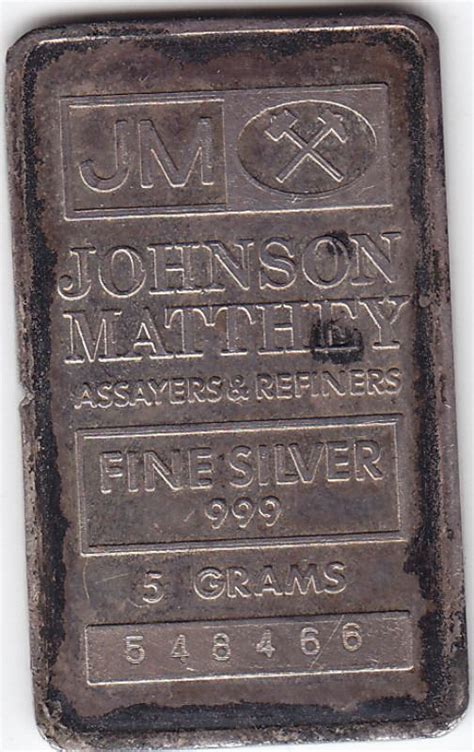 JM
JOHNSON
MATTHEY
ASSAYERS & REFINERS
FINE SILVER
999
5 GRAMS
548466